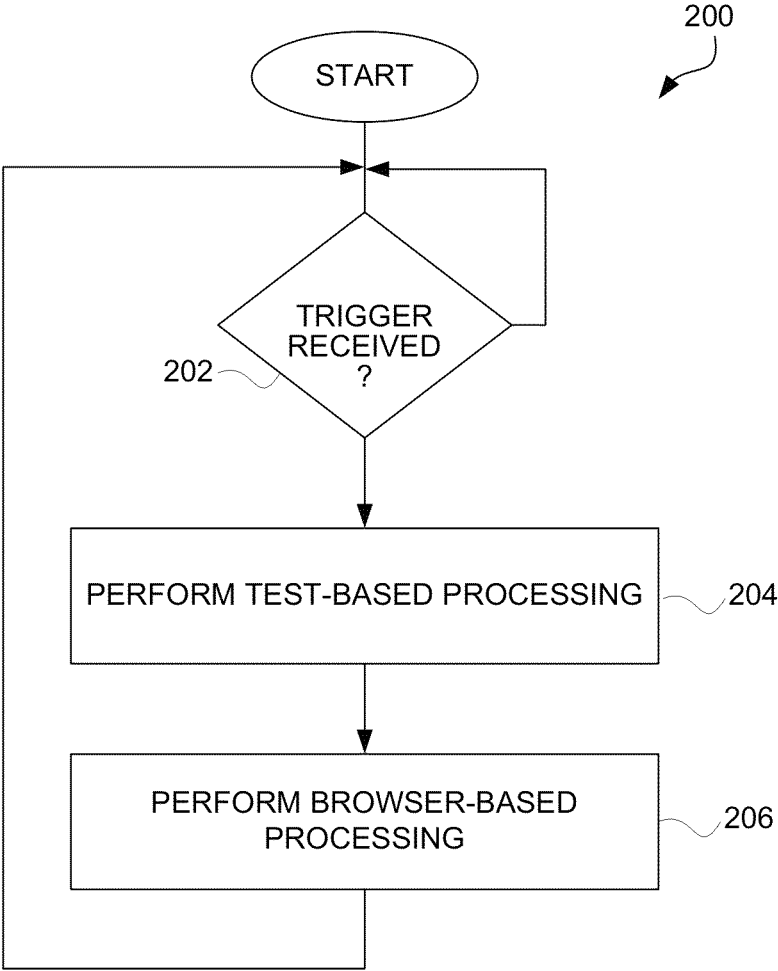 200
START
TRIGGER
RECEIVED
?
202
PERFORM TEST-BASED PROCESSING
204
PERFORM BROWSER-BASED
PROCESSING
206